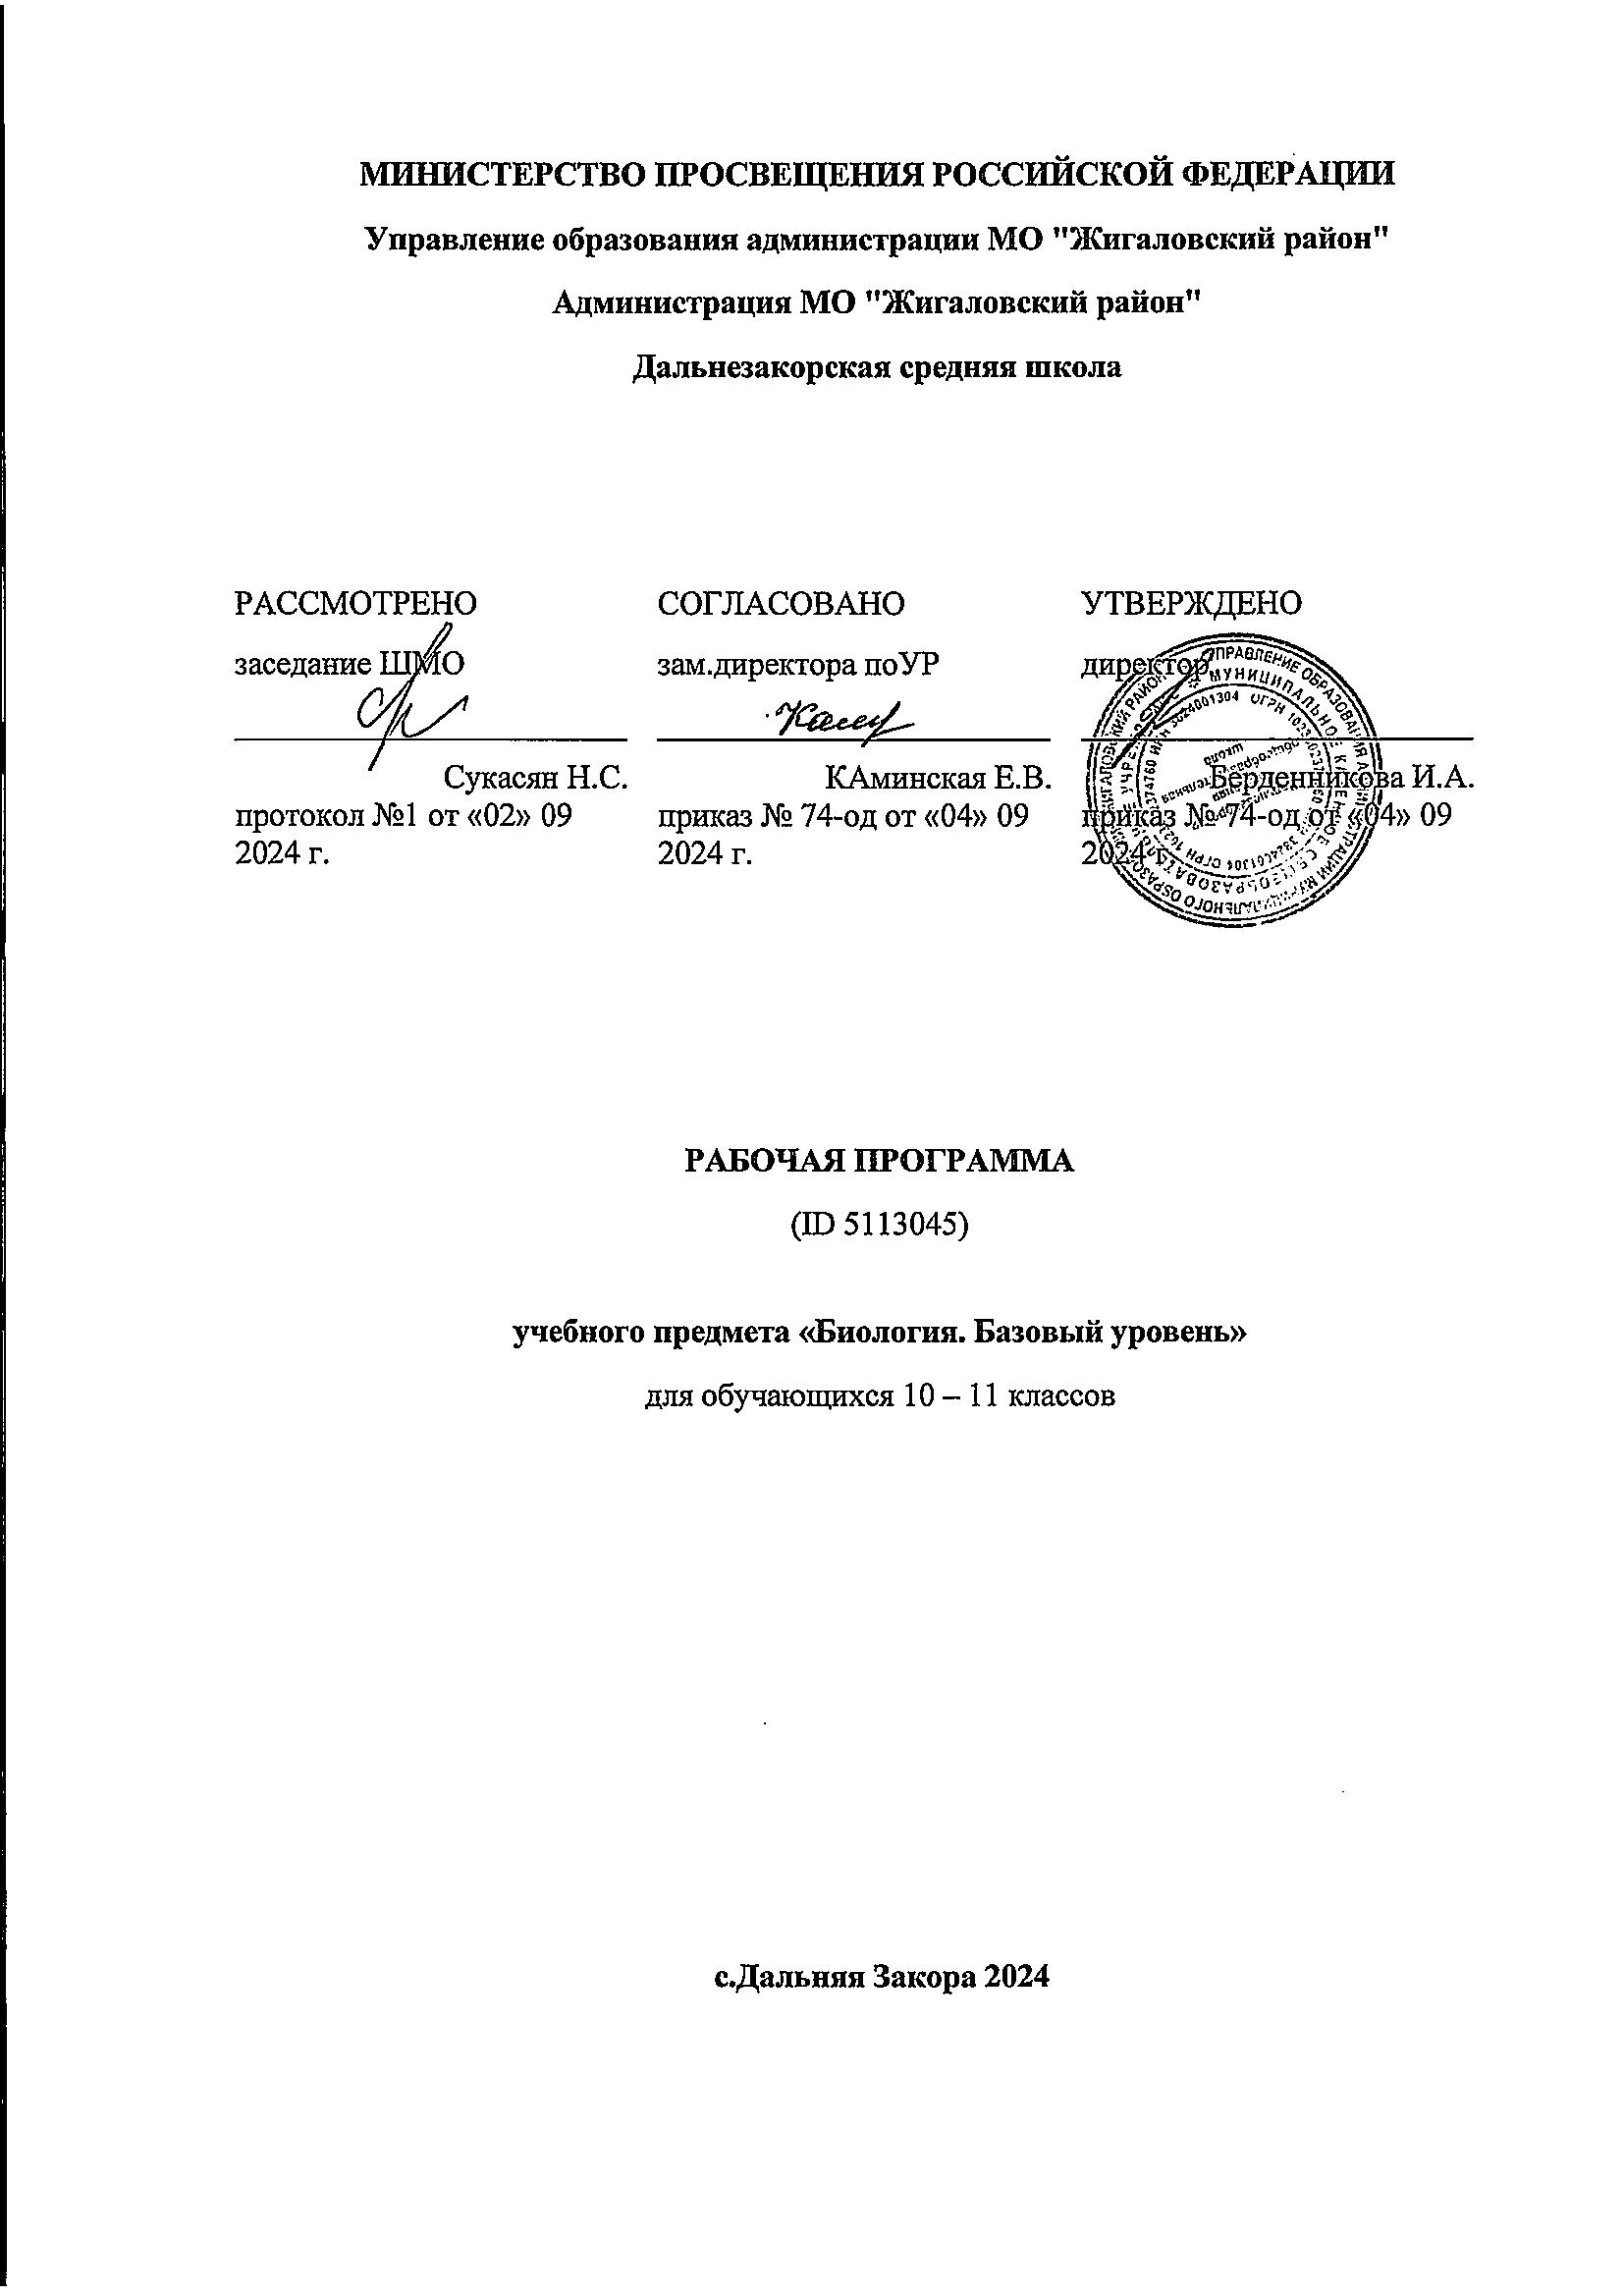 МИНИСТЕРСТВО ПРОСВЕЩЕНИЯ РОССИЙСКОЙ ФЕДЕРАЦИИ
Управление образования администрации МО "Жигаловский район"
Администрация МО "Жигаловский район"
Дальнезакорская средняя школа
РАССМОТРЕНО
заседание ШМО
Сукасян Н.С.
протокол №1 от «02» 09
2024 г.
СОГЛАСОВАНО
зам.директора поУР
КАминская Е.В.
приказ № 74-од от «04» 09
2024 г.
УТВЕРЖДЕНО
директор
Берденникова И.А.
приказ № 74-од от «04» 09
2024 г.
РАБОЧАЯ ПРОГРАММА
(ID 5113045)
учебного предмета «Биология. Базовый уровень»
для обучающихся 10 – 11 классов
с.Дальняя Закора 2024